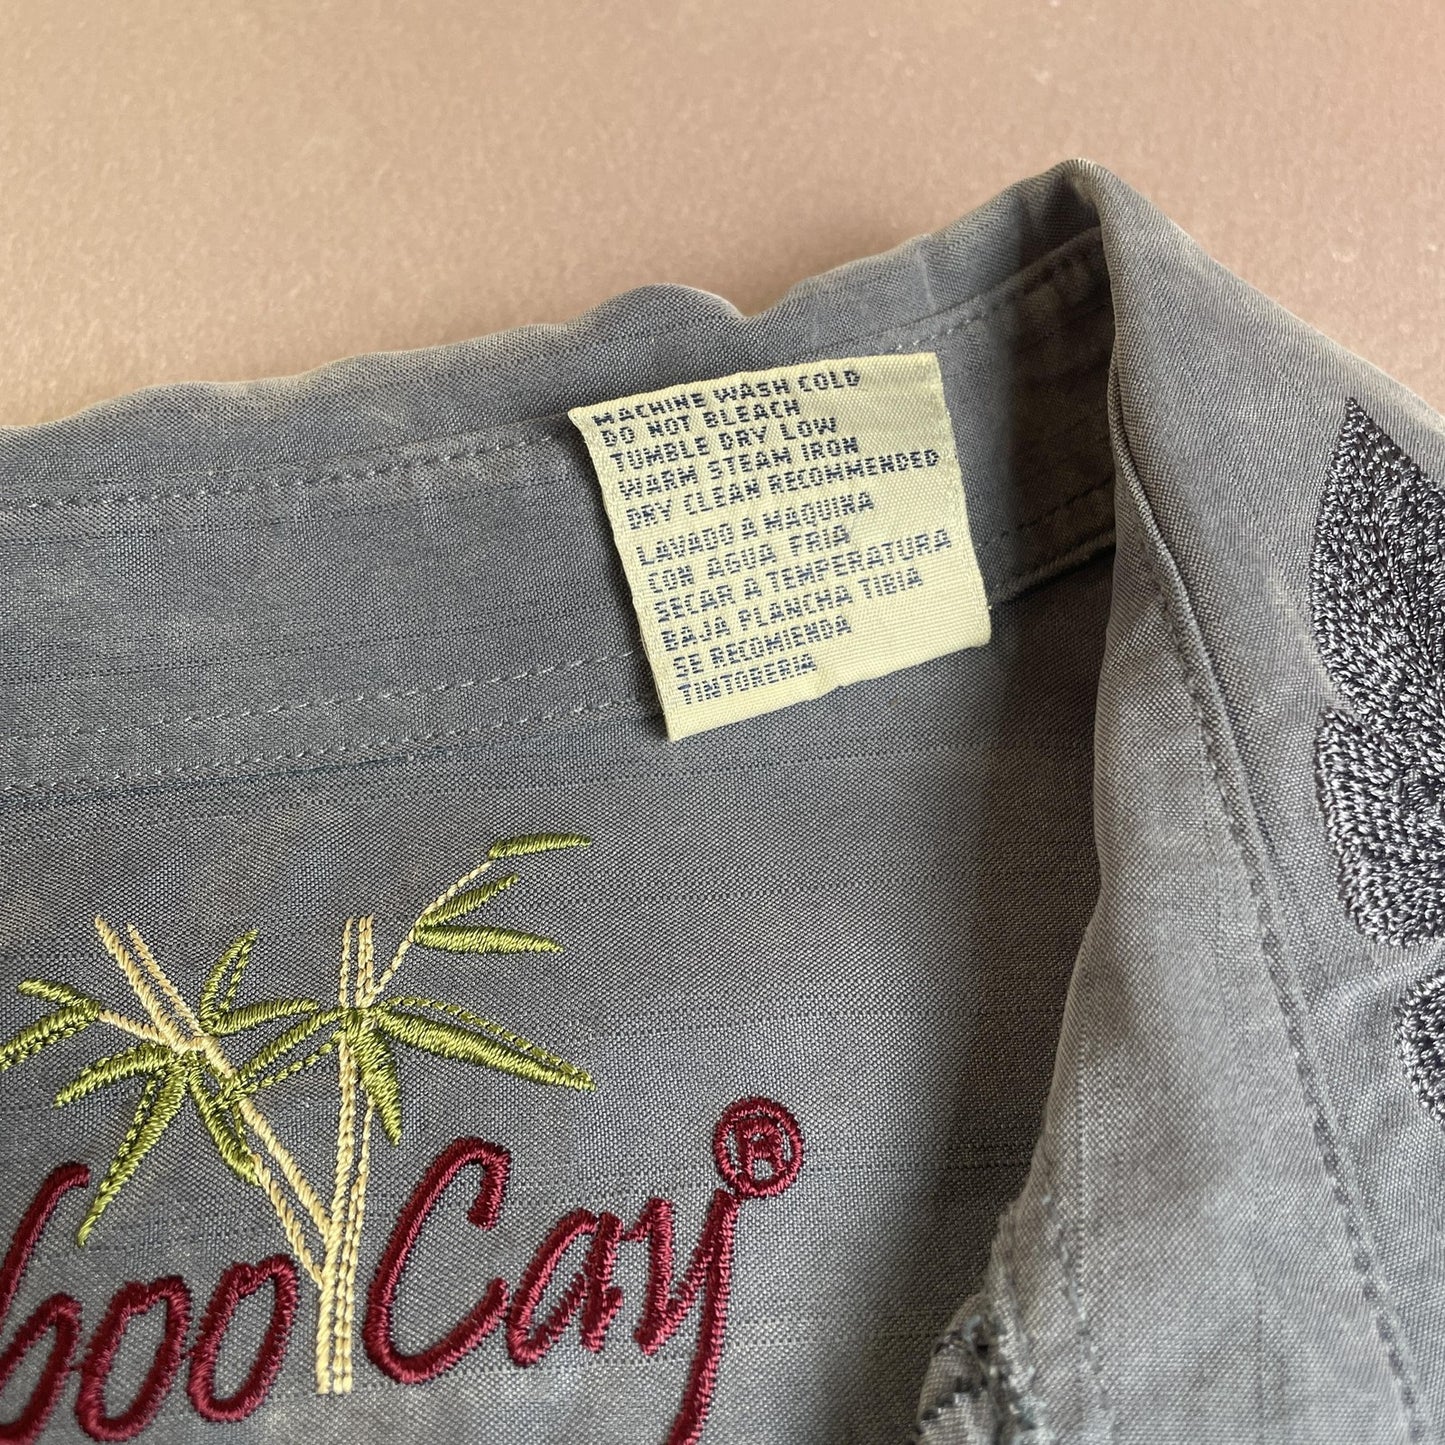 MACHINE WASH COLD
DO NOT BLEACH
TUMBLE DRY LOW
WARM STEAM IRON
DRY CLEAN RECOMMENDED
LAVADO A MAQUINA
CON AGUA FRIA
SECAR A TEMPERATURA
BAJA PLANCHA TIBIA
SE RECOMIENDA
TINTORERIA
boo Cay®